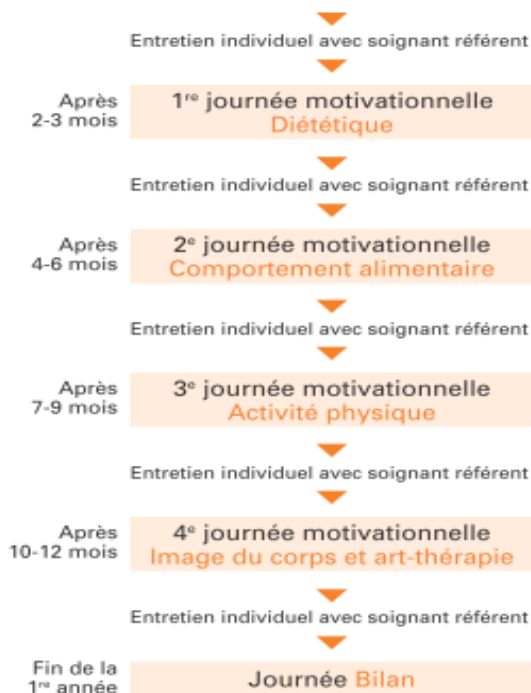 Entretien individuel avec soignant référent
Après
2-3 mois
1re journée motivationnelle
Diététique
Entretien individuel avec soignant référent
Après
4-6 mois
2e journée motivationnelle
Comportement alimentaire
Entretien individuel avec soignant référent
Après
7-9 mois
3e journée motivationnelle
Activité physique
Entretien individuel avec soignant référent
Après
10-12 mois
4e journée motivationnelle
Image du corps et art-thérapie
Entretien individuel avec soignant référent
Fin de la
1re année
Journée Bilan